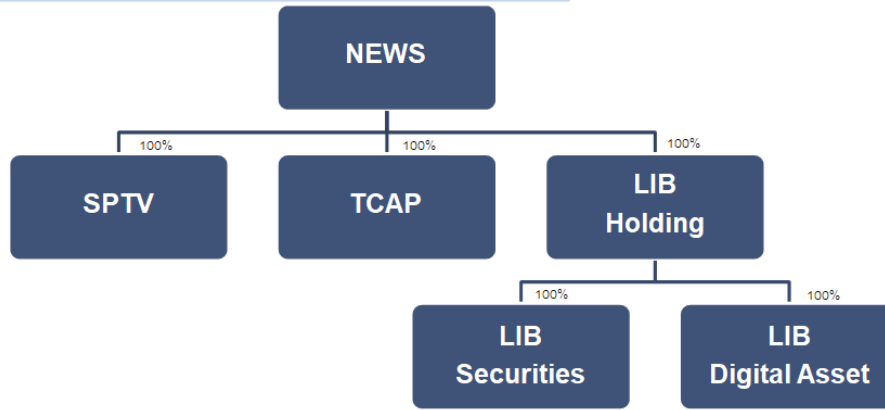 NEWS
100%
100%
100%
SPTV
TCAP
LIB
Holding
100%
100%
LIB
Securities
LIB
Digital Asset